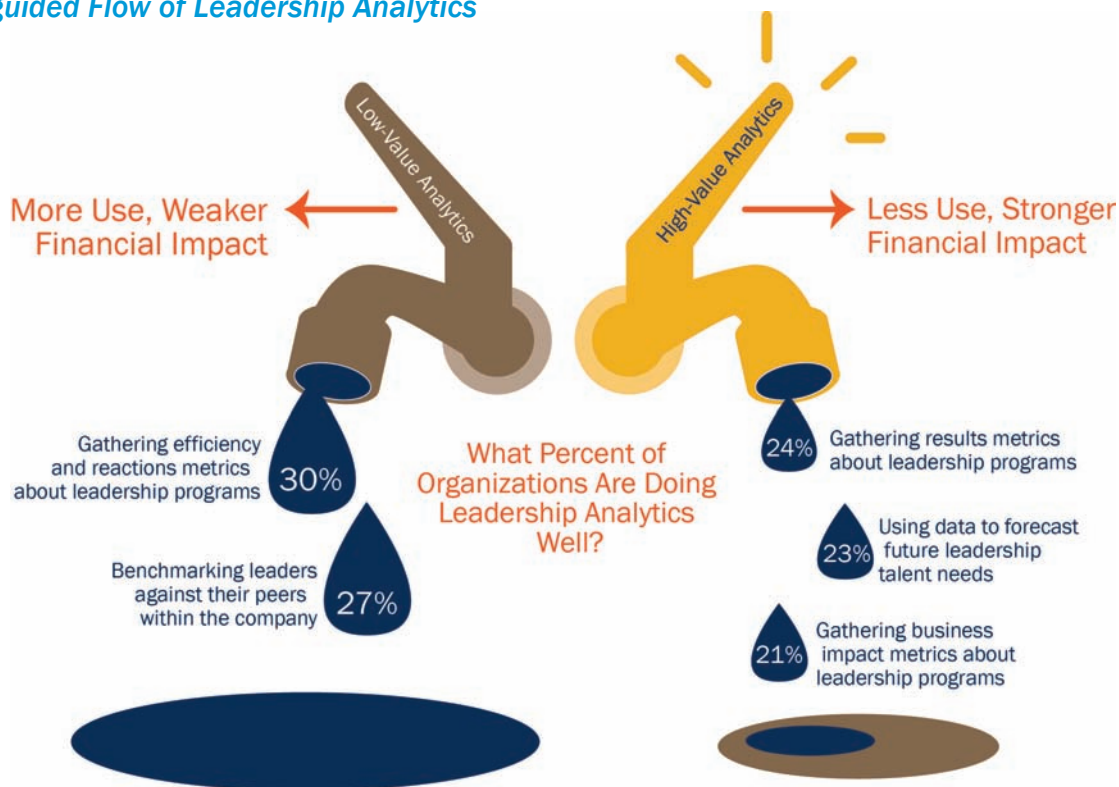 guided Flow of Leadership Analytics
Low-Value Analytics
High-Value Analytics
More Use, Weaker
Financial Impact
Less Use, Stronger
Financial Impact
Gathering efficiency
and reactions metrics
about leadership programs
30%
Benchmarking leaders
against their peers
within the company
27%
What Percent of
Organizations Are Doing
Leadership Analytics
Well?
24%
Gathering results metrics
about leadership programs
23%
Using data to forecast
future leadership
talent needs
21%
Gathering business
impact metrics about
leadership programs